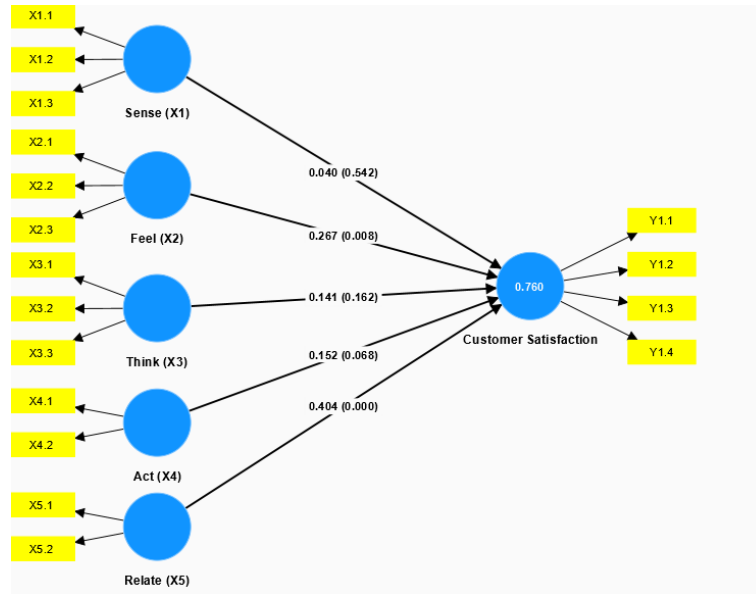 X1.1
X1.2
X1.3
Sense (X1)
0.040 (0.542)
X2.1
X2.2
X2.3
Feel (X2)
0.267 (0.008)
X3.1
X3.2
X3.3
Think (X3)
0.141 (0.162)
X4.1
X4.2
Act (X4)
0.152 (0.068)
X5.1
X5.2
Relate (X5)
0.404 (0.000)
0.760
Customer Satisfaction
Y1.1
Y1.2
Y1.3
Y1.4